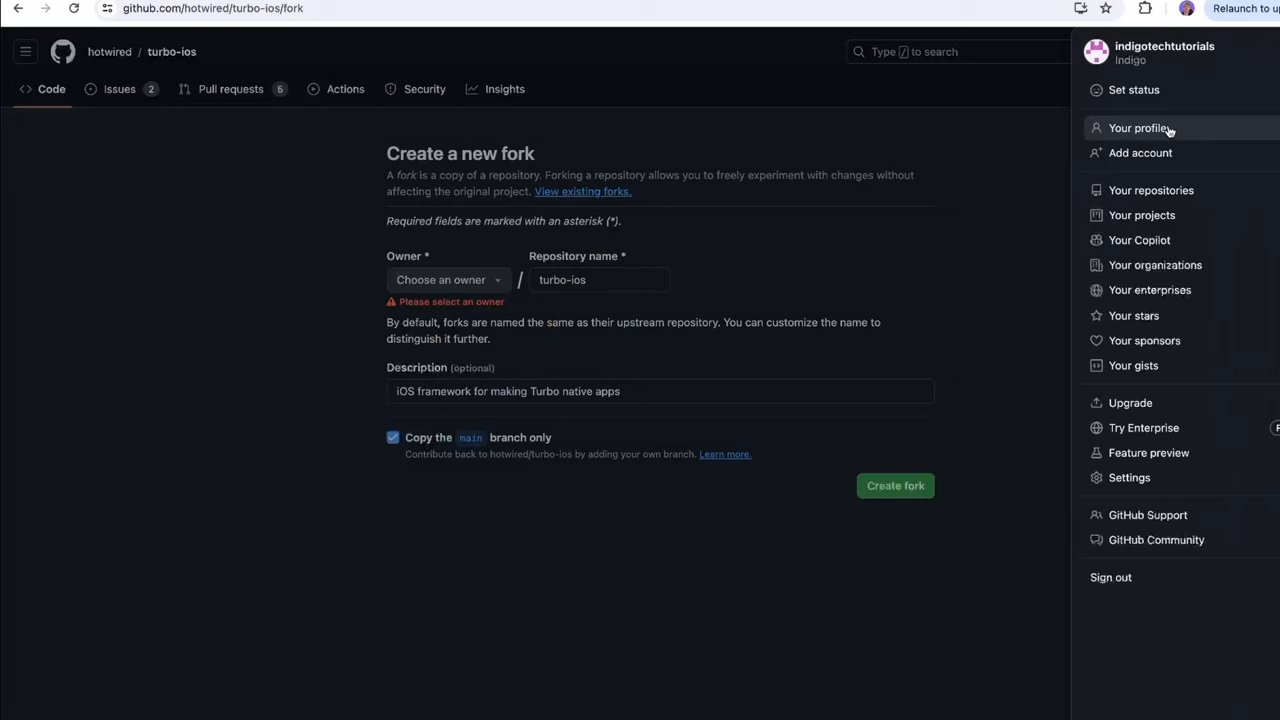 github.com/hotwired/turbo-ios/fork
Relaunch to up
hotwired / turbo-ios
Type / to search
Code
Issues 2
Pull requests 5
Actions
Security
Insights
Create a new fork
A fork is a copy of a repository. Forking a repository allows you to freely experiment with changes without
affecting the original project. View existing forks.
Required fields are marked with an asterisk (*).
Owner *
Repository name *
Choose an owner
/
turbo-ios
Please select an owner
By default, forks are named the same as their upstream repository. You can customize the name to
distinguish it further.
Description (optional)
iOS framework for making Turbo native apps
Copy the main branch only
Contribute back to hotwired/turbo-ios by adding your own branch. Learn more.
Create fork
indigotechtutorials
Indigo
Set status
Your profile
Add account
Your repositories
Your projects
Your Copilot
Your organizations
Your enterprises
Your stars
Your sponsors
Your gists
Upgrade
Try Enterprise
Feature preview
Settings
GitHub Support
GitHub Community
Sign out